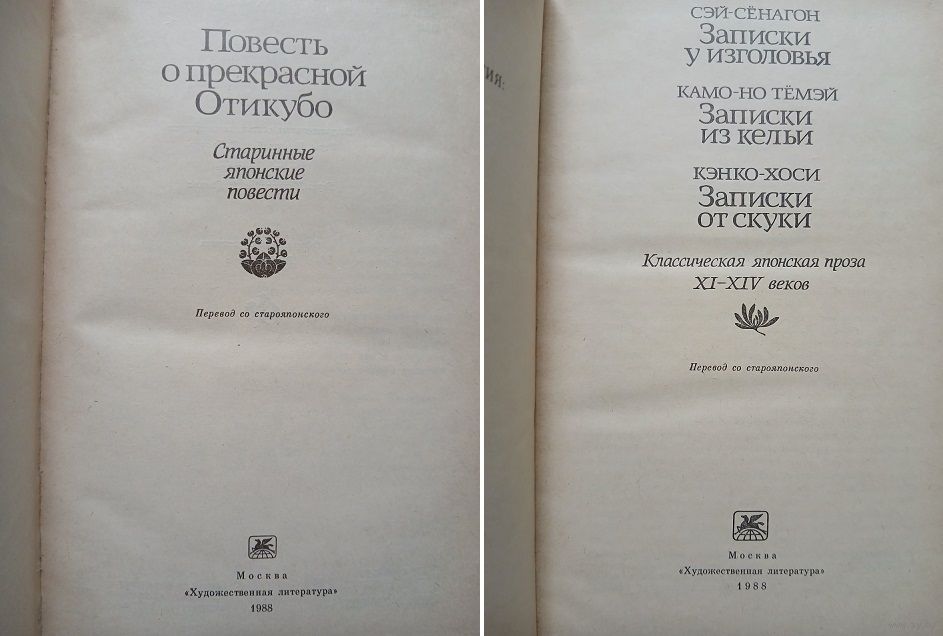 Повесть
о прекрасной
Отикубо
Старинные
японские
повести
Перевод со старояпонского
Москва
«Художественная литература»
1988
СЭЙ-СЁНАГОН
Записки
у изголовья
КАМО-НО ТЁМЭЙ
Записки
из кельи
КЭНКО-ХОСИ
Записки
от скуки
Классическая японская проза
XI–XIV веков
Перевод со старояпонского
Москва
«Художественная литература»
1988